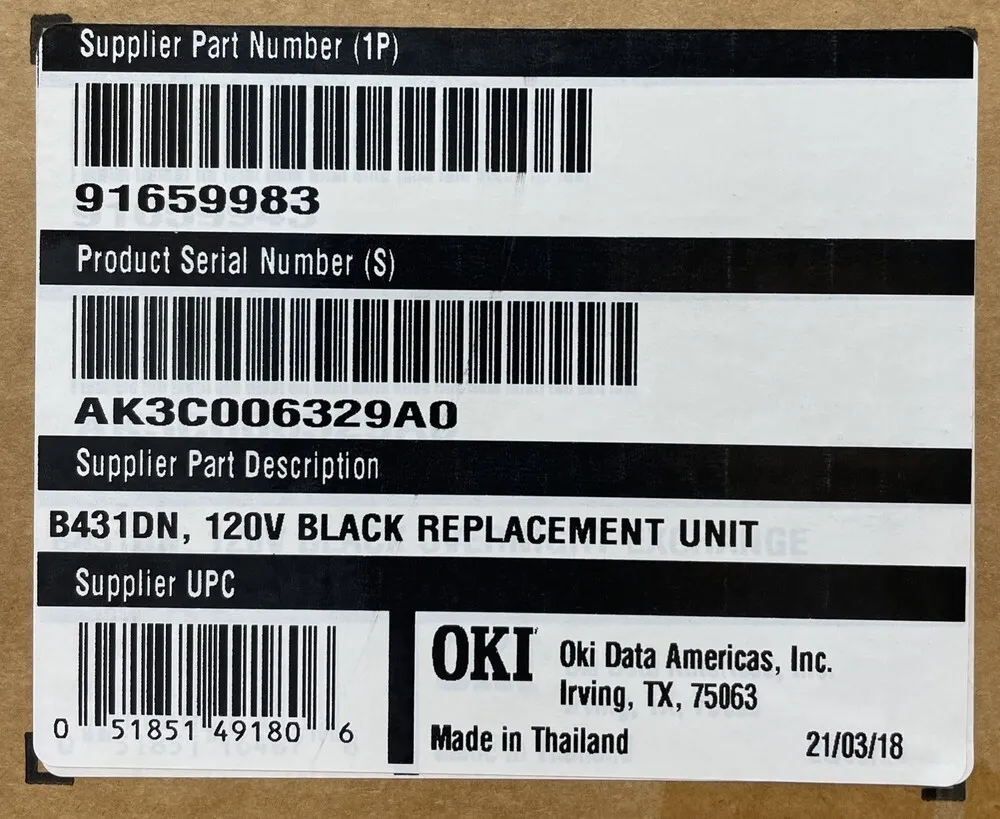 Supplier Part Number (1P)
91659983
Product Serial Number (S)
AK3C006329A0
Supplier Part Description
B431DN, 120V BLACK REPLACEMENT UNIT
Supplier UPC
0 51851 49180 6
OKI
Oki Data Americas, Inc.
Irving, TX, 75063
Made in Thailand
21/03/18